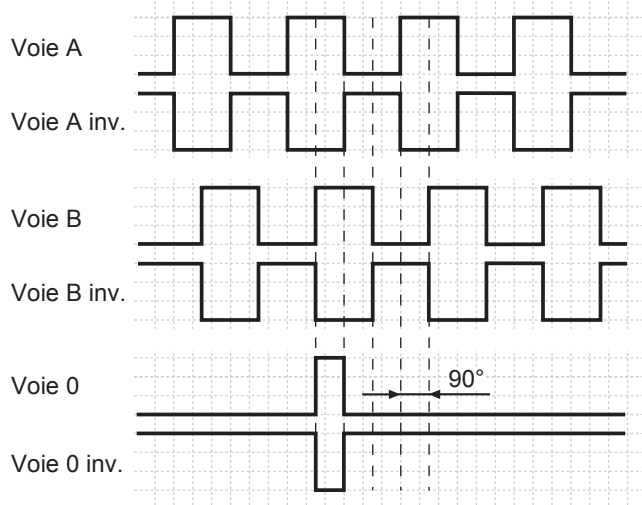 Voie A
Voie A inv.
Voie B
Voie B inv.
Voie 0
90°
Voie 0 inv.